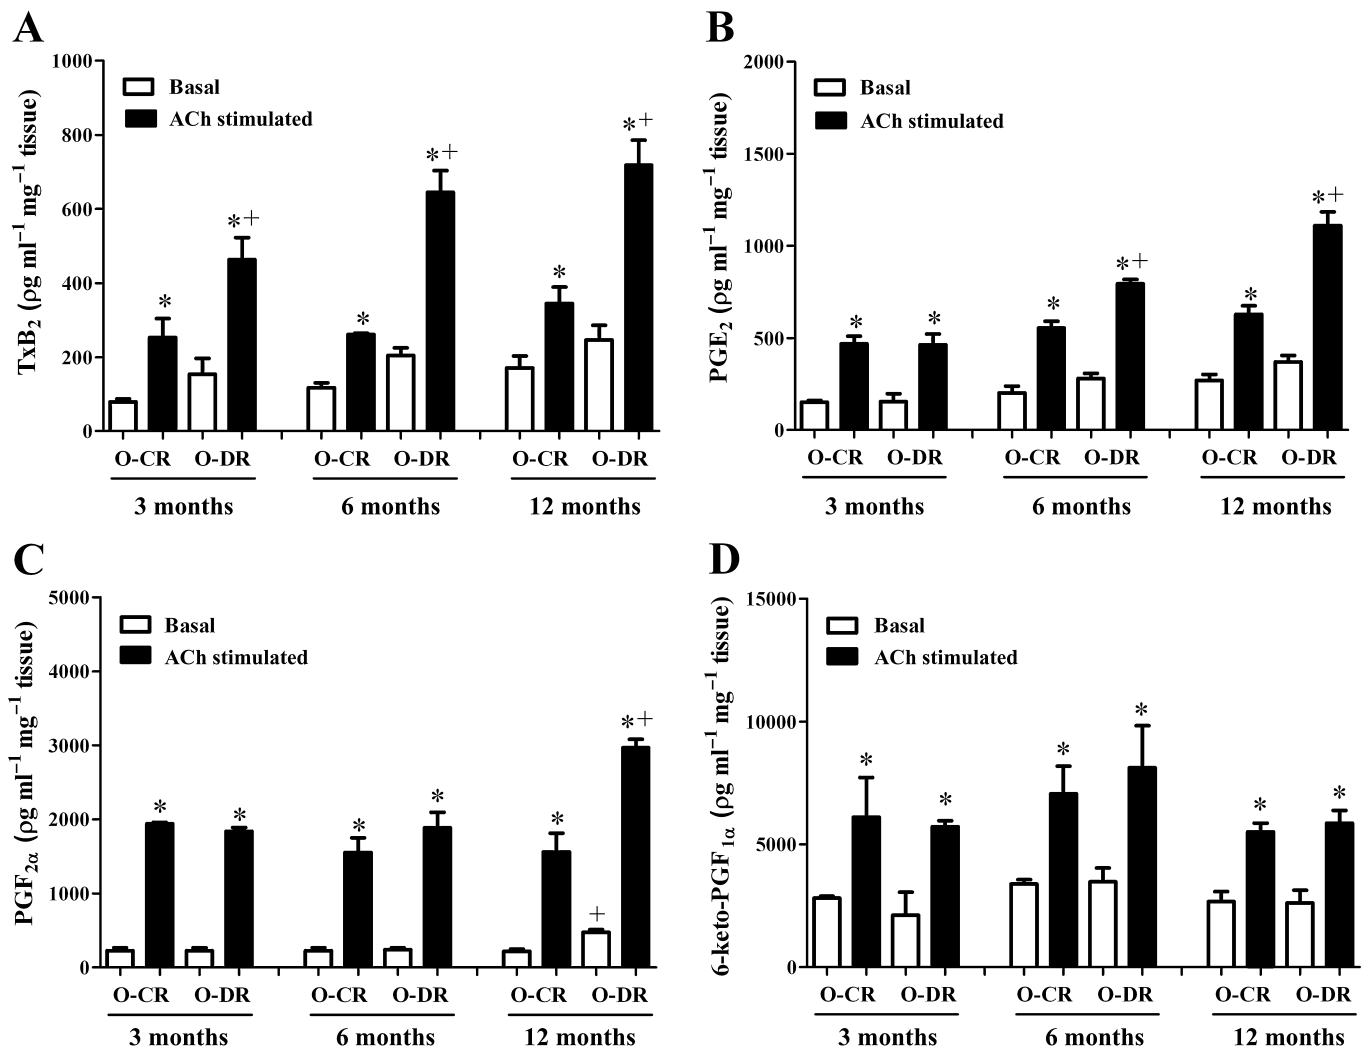 A
TxB₂ (ρg ml⁻¹ mg⁻¹ tissue)
1000
800
600
400
200
0
Basal
ACh stimulated
*
*+
*
*+
*
*+
O-CR O-DR O-CR O-DR O-CR O-DR
3 months 6 months 12 months
B
PGE₂ (ρg ml⁻¹ mg⁻¹ tissue)
2000
1500
1000
500
0
Basal
ACh stimulated
*
*
*
*+
*
*+
O-CR O-DR O-CR O-DR O-CR O-DR
3 months 6 months 12 months
C
PGF₂α (ρg ml⁻¹ mg⁻¹ tissue)
5000
4000
3000
2000
1000
0
Basal
ACh stimulated
*
*
*
*
*
+
*+
O-CR O-DR O-CR O-DR O-CR O-DR
3 months 6 months 12 months
D
6-keto-PGF₁α (ρg ml⁻¹ mg⁻¹ tissue)
15000
10000
5000
0
Basal
ACh stimulated
*
*
*
*
*
*
O-CR O-DR O-CR O-DR O-CR O-DR
3 months 6 months 12 months